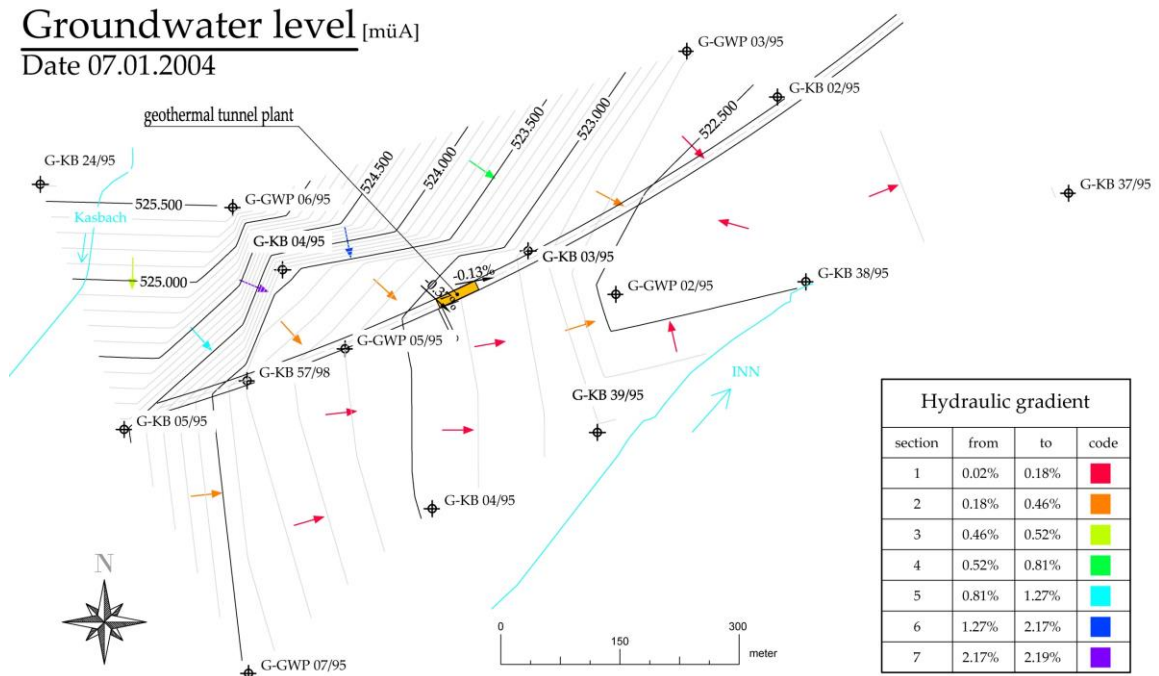 Groundwater level [müA]
Date 07.01.2004
geothermal tunnel plant
G-GWP 03/95
G-KB 02/95
G-KB 24/95
G-GWP 06/95
G-KB 37/95
524.500
524.000
523.500
523.000
522.500
525.500
Kasbach
G-KB 04/95
525.000
G-KB 03/95
-0.13%
G-KB 38/95
G-GWP 02/95
G-GWP 05/95
G-KB 57/98
INN
G-KB 39/95
G-KB 05/95
G-KB 04/95
G-GWP 07/95
N
0
150
300
meter
Hydraulic gradient
section from to code
1 0.02% 0.18%
2 0.18% 0.46%
3 0.46% 0.52%
4 0.52% 0.81%
5 0.81% 1.27%
6 1.27% 2.17%
7 2.17% 2.19%